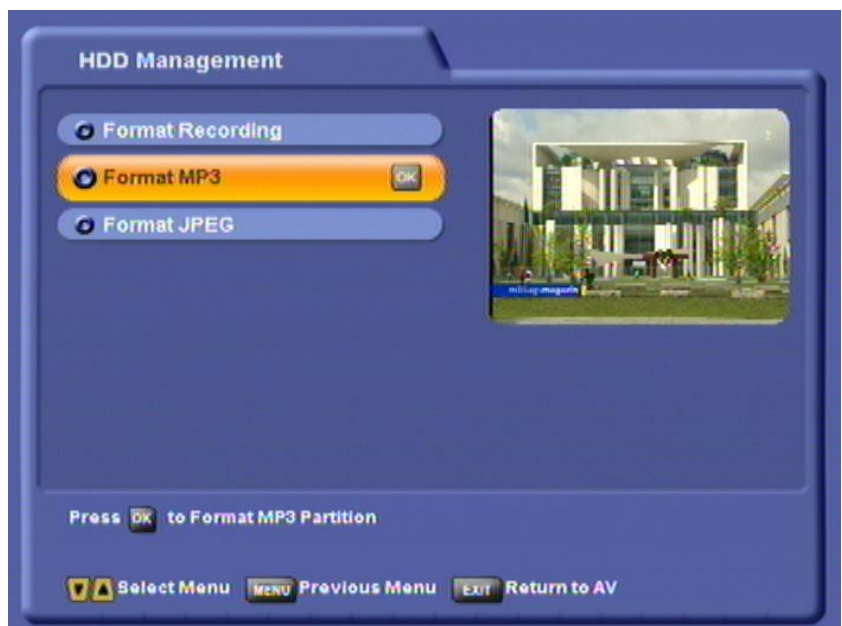 HDD Management
Format Recording
Format MP3 OK
Format JPEG
mittagsmagazin
Press OK to Format MP3 Partition
Select Menu MENU Previous Menu EXIT Return to AV